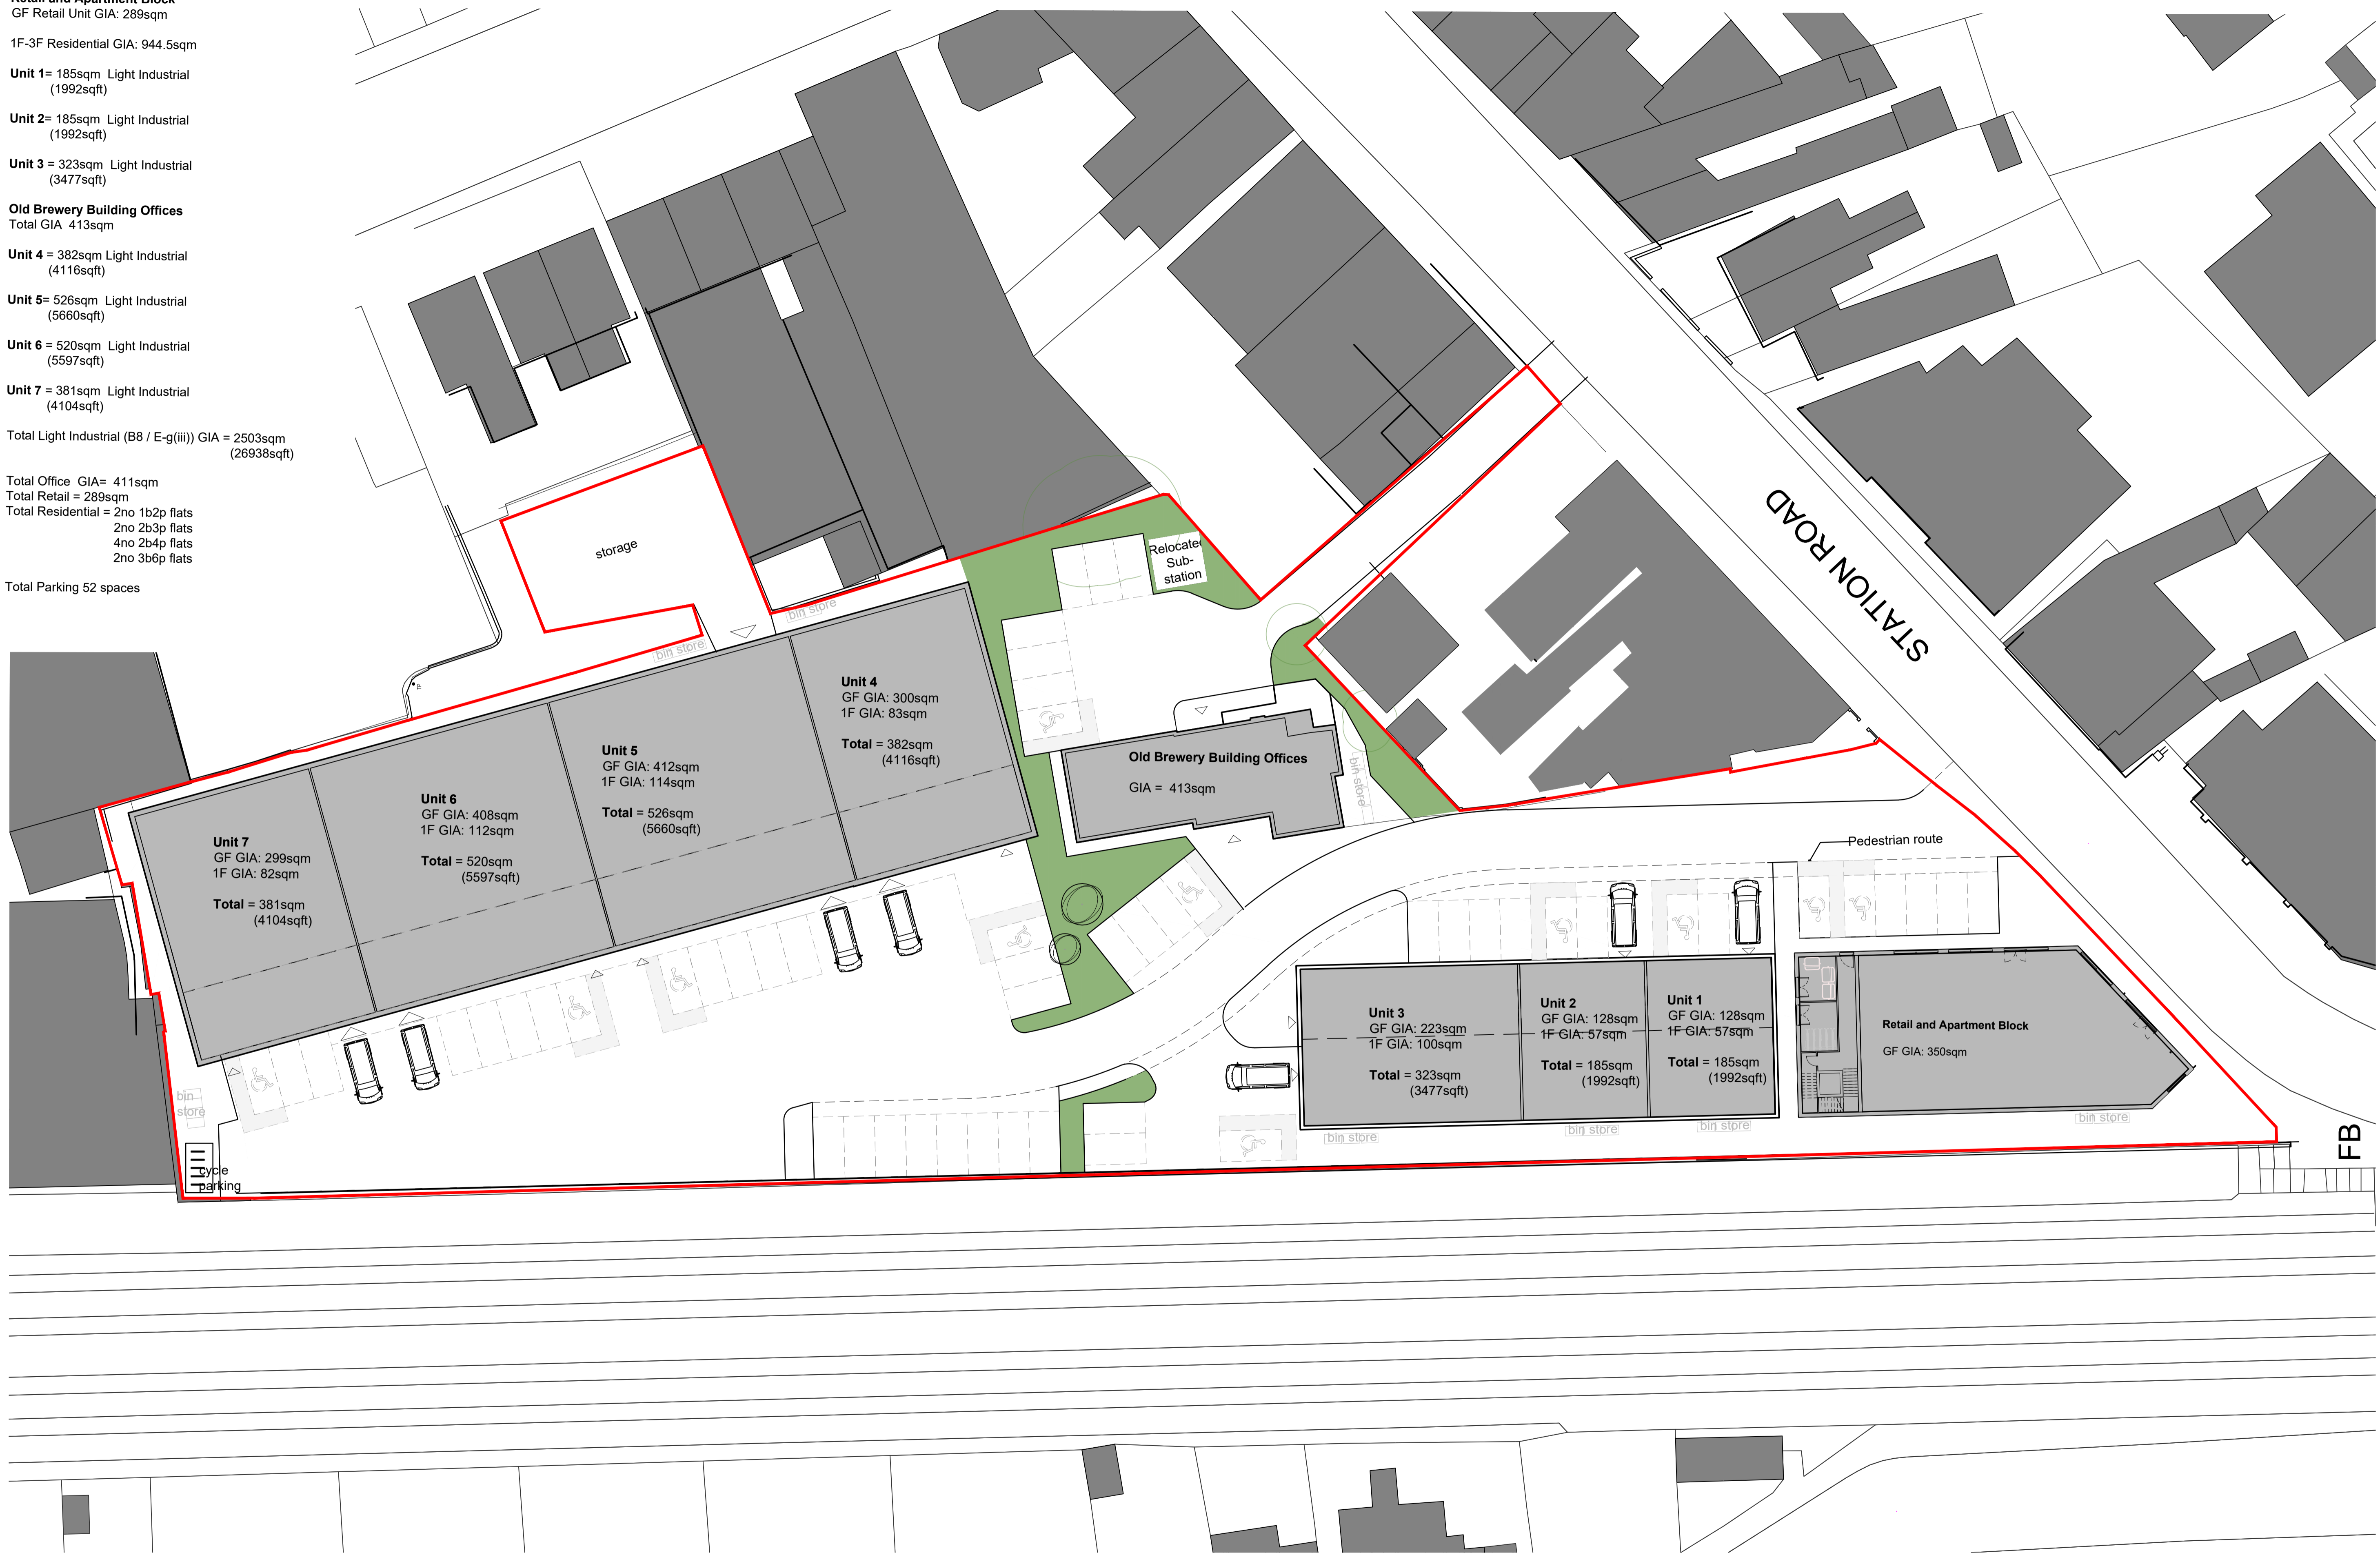 Retail and Apartment Block
GF Retail Unit GIA: 289sqm
1F-3F Residential GIA: 944.5sqm
Unit 1= 185sqm Light Industrial
(1992sqft)
Unit 2= 185sqm Light Industrial
(1992sqft)
Unit 3 = 323sqm Light Industrial
(3477sqft)
Old Brewery Building Offices
Total GIA 413sqm
Unit 4 = 382sqm Light Industrial
(4116sqft)
Unit 5= 526sqm Light Industrial
(5660sqft)
Unit 6 = 520sqm Light Industrial
(5597sqft)
Unit 7 = 381sqm Light Industrial
(4104sqft)
Total Light Industrial (B8 / E-g(iii)) GIA = 2503sqm
(26938sqft)
Total Office GIA= 411sqm
Total Retail = 289sqm
Total Residential = 2no 1b2p flats
2no 2b3p flats
4no 2b4p flats
2no 3b6p flats
Total Parking 52 spaces
storage
bin store
bin store
Relocated
Sub-
station
STATION ROAD
Unit 4
GF GIA: 300sqm
1F GIA: 83sqm
Total = 382sqm
(4116sqft)
Unit 5
GF GIA: 412sqm
1F GIA: 114sqm
Total = 526sqm
(5660sqft)
Unit 6
GF GIA: 408sqm
1F GIA: 112sqm
Total = 520sqm
(5597sqft)
Unit 7
GF GIA: 299sqm
1F GIA: 82sqm
Total = 381sqm
(4104sqft)
Old Brewery Building Offices
GIA = 413sqm
bin store
Pedestrian route
Unit 3
GF GIA: 223sqm
1F GIA: 100sqm
Total = 323sqm
(3477sqft)
Unit 2
GF GIA: 128sqm
1F GIA: 57sqm
Total = 185sqm
(1992sqft)
Unit 1
GF GIA: 128sqm
1F GIA: 57sqm
Total = 185sqm
(1992sqft)
Retail and Apartment Block
GF GIA: 350sqm
bin
store
cycle
parking
bin store
bin store
bin store
bin store
FB